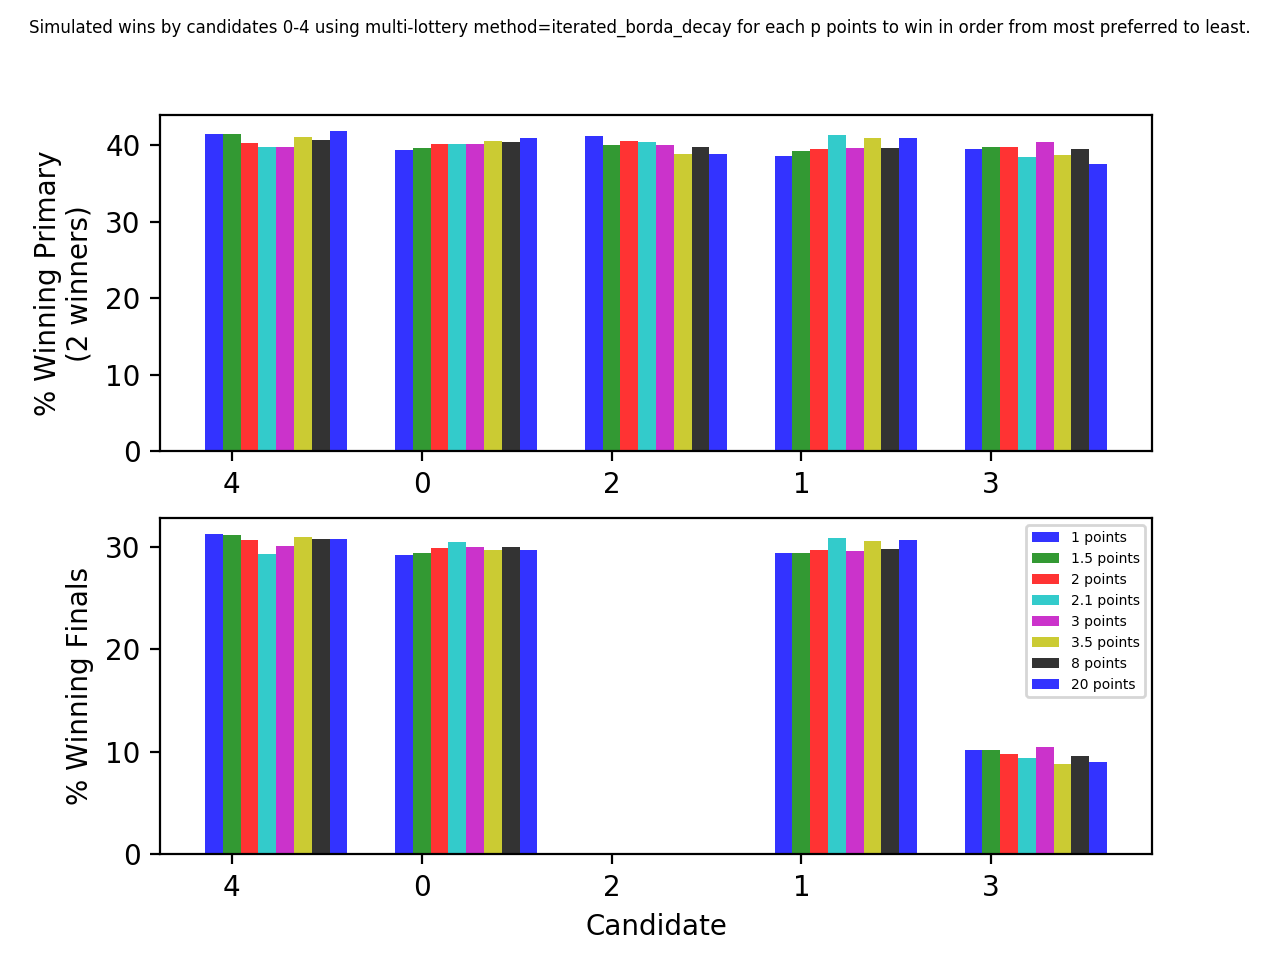 Simulated wins by candidates 0-4 using multi-lottery method=iterated_borda_decay for each p points to win in order from most preferred to least.
% Winning Primary
(2 winners)
40
30
20
10
0
4 0 2 1 3
% Winning Finals
30
20
10
0
1 points
1.5 points
2 points
2.1 points
3 points
3.5 points
8 points
20 points
4 0 2 1 3
Candidate